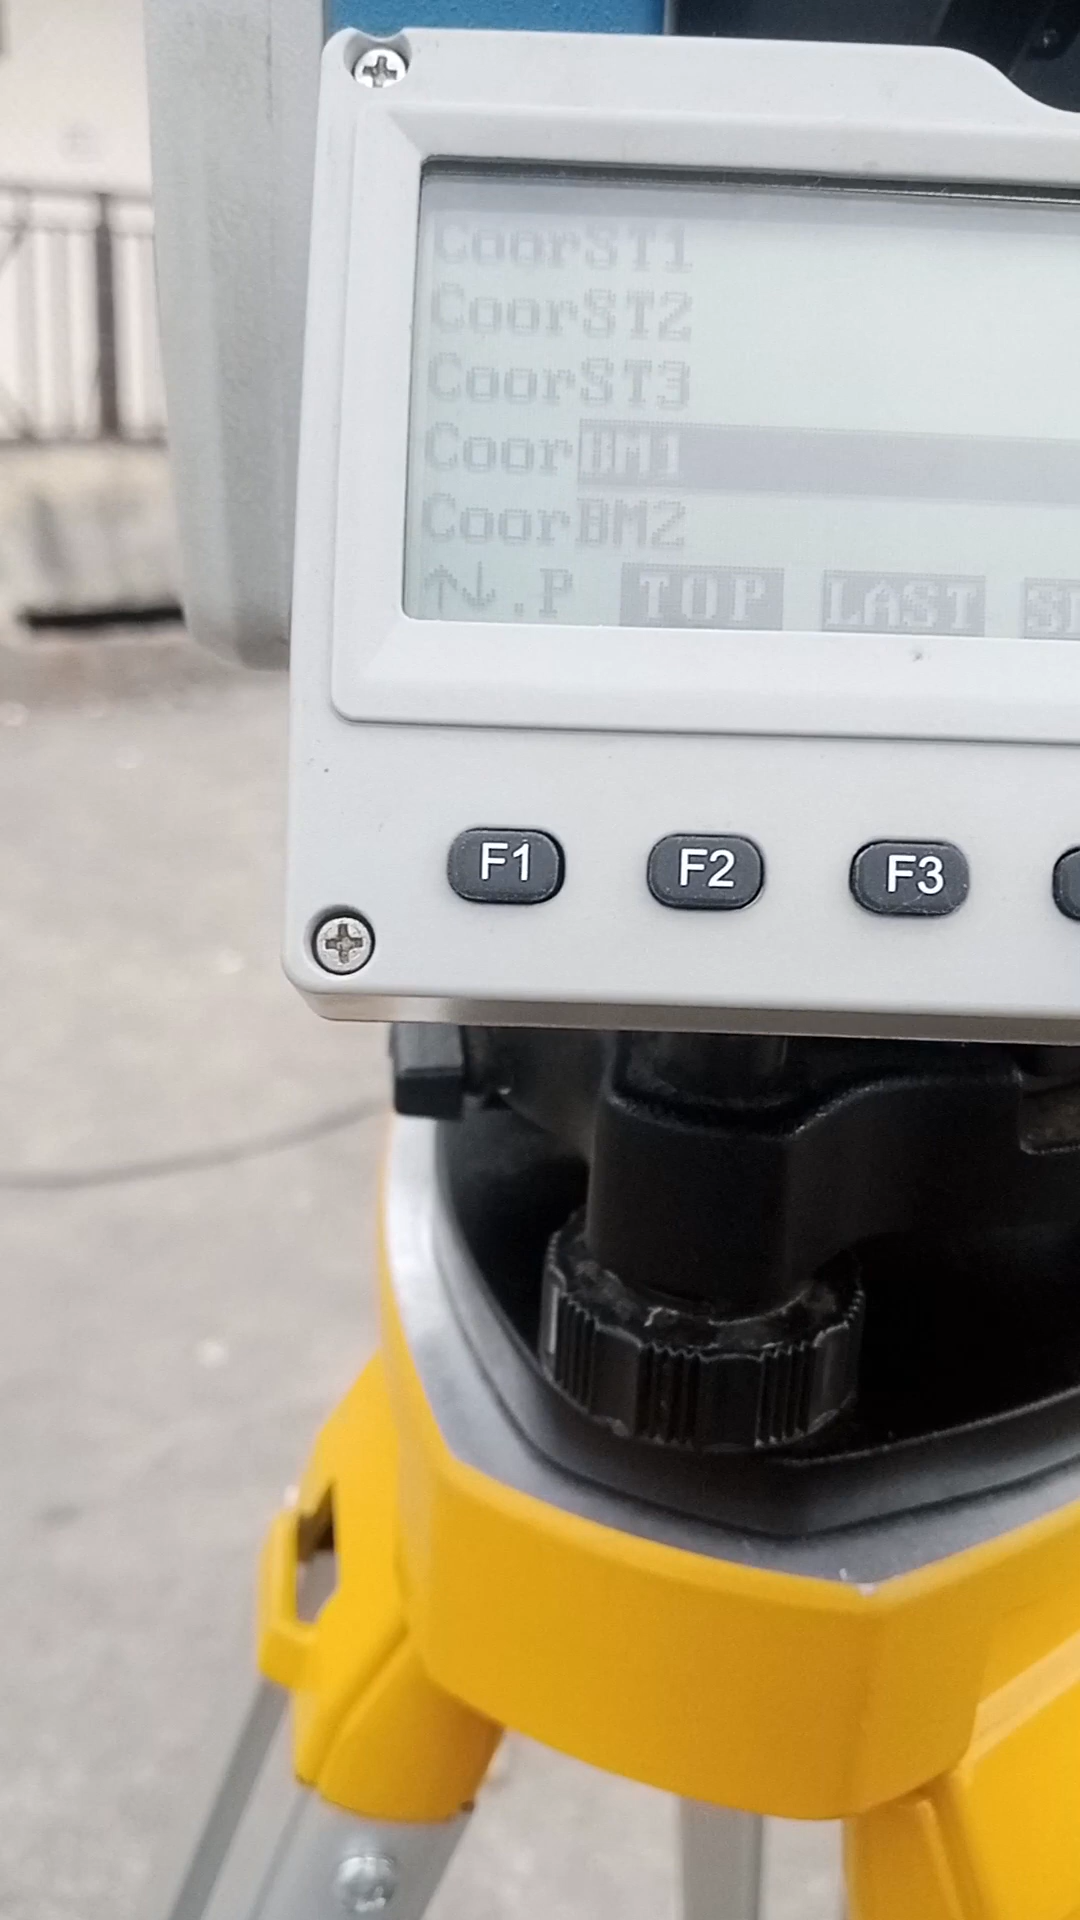 CoorST1
CoorST2
CoorST3
CoorBM1
CoorBM2
↑↓.P TOP LAST
F1 F2 F3